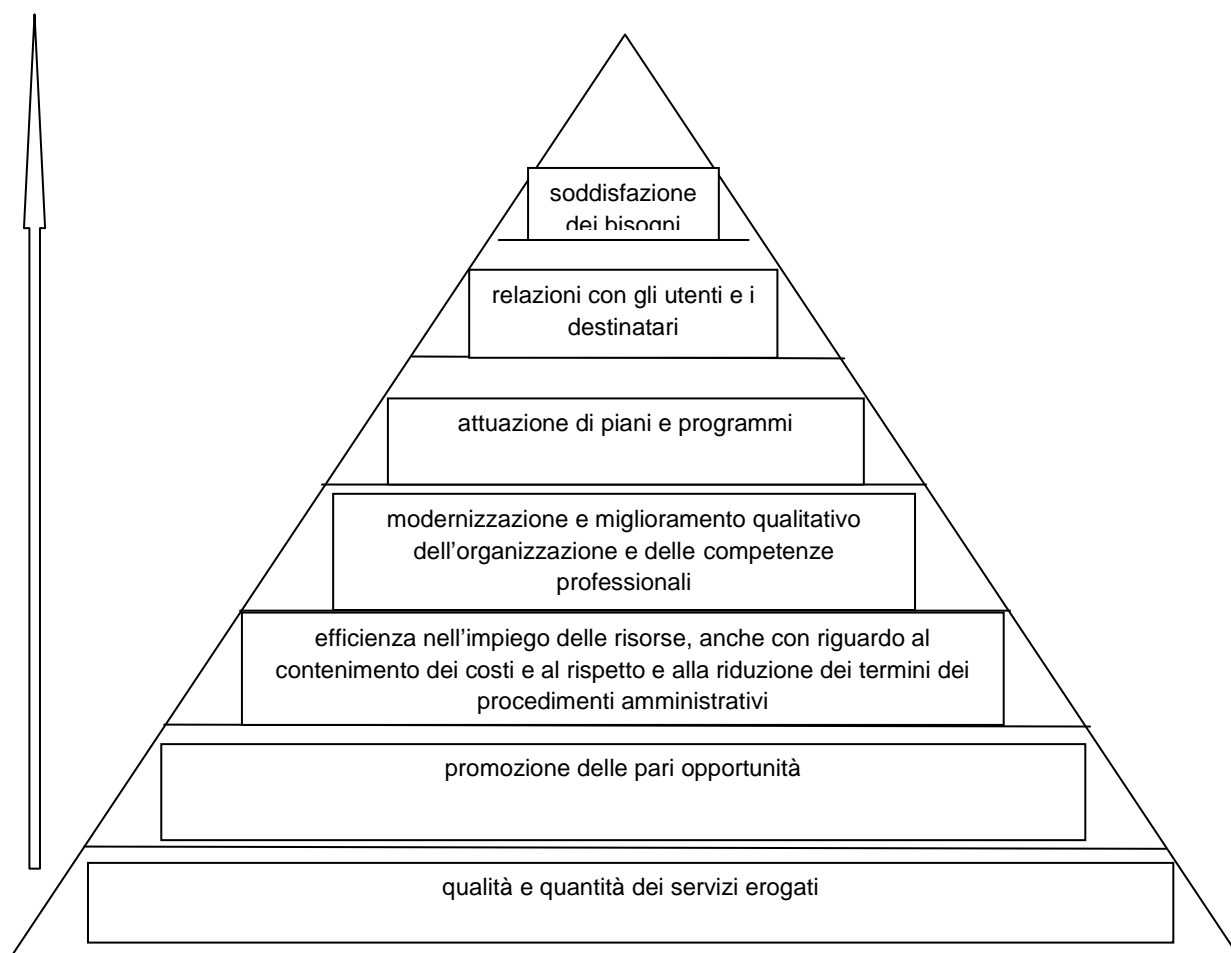 soddisfazione
dei bisogni
relazioni con gli utenti e i
destinatari
attuazione di piani e programmi
modernizzazione e miglioramento qualitativo
dell’organizzazione e delle competenze
professionali
efficienza nell’impiego delle risorse, anche con riguardo al
contenimento dei costi e al rispetto e alla riduzione dei termini dei
procedimenti amministrativi
promozione delle pari opportunità
qualità e quantità dei servizi erogati